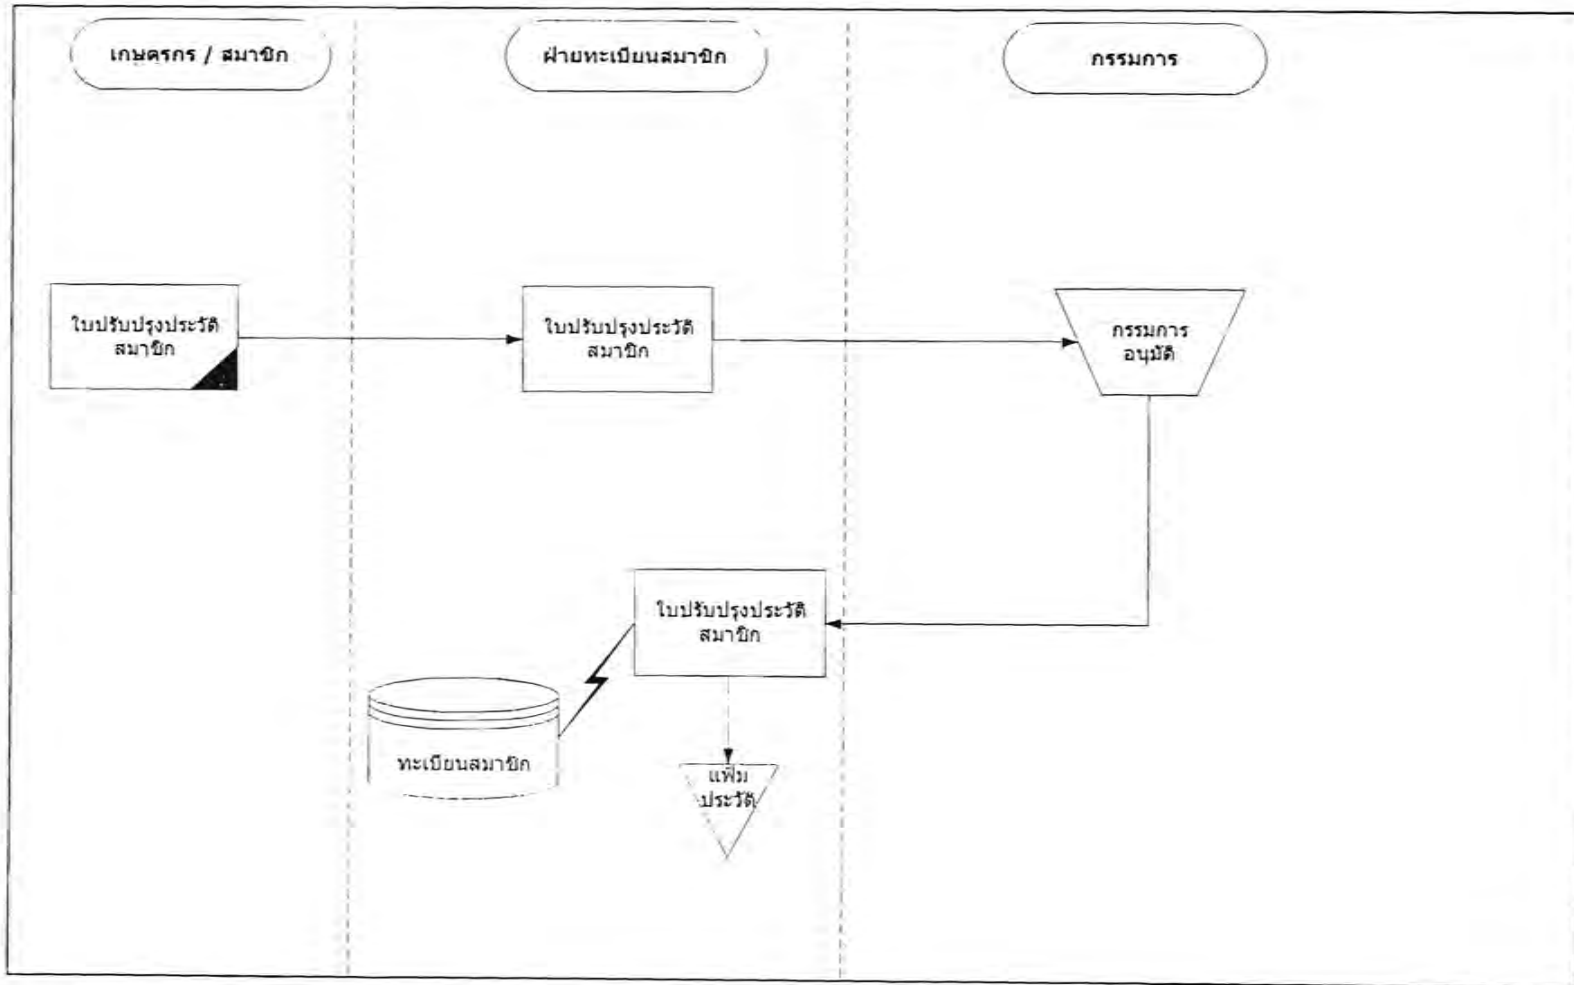 เกษตรกร / สมาชิก
ฝ่ายทะเบียนสมาชิก
กรรมการ
ใบปรับปรุงประวัติ
สมาชิก
ใบปรับปรุงประวัติ
สมาชิก
กรรมการ
อนุมัติ
ใบปรับปรุงประวัติ
สมาชิก
ทะเบียนสมาชิก
แฟ้ม
ประวัติ